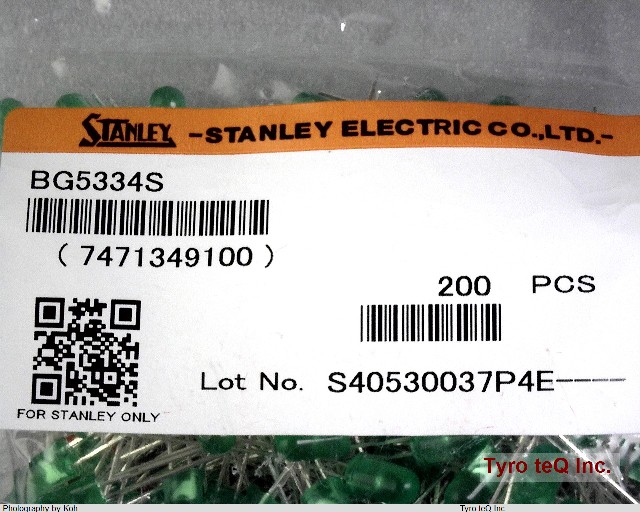 STANLEY -STANLEY ELECTRIC CO.,LTD.-
BG5334S
( 7471349100 )
200 PCS
Lot No. S40530037P4E----
FOR STANLEY ONLY
Tyro teQ Inc.
Photography by Koh Tyro teQ Inc